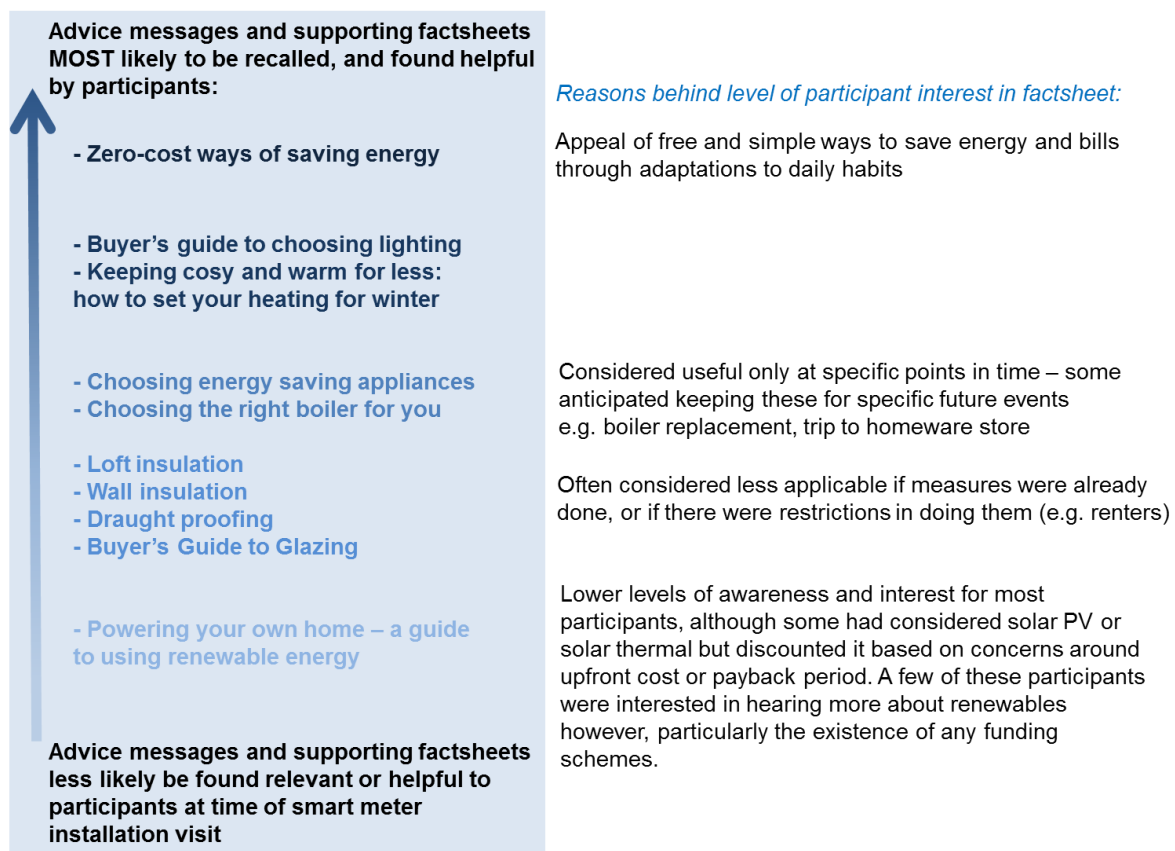 Advice messages and supporting factsheets
MOST likely to be recalled, and found helpful
by participants:
Reasons behind level of participant interest in factsheet:
- Zero-cost ways of saving energy
Appeal of free and simple ways to save energy and bills
through adaptations to daily habits
- Buyer’s guide to choosing lighting
- Keeping cosy and warm for less:
how to set your heating for winter
- Choosing energy saving appliances
- Choosing the right boiler for you
Considered useful only at specific points in time – some
anticipated keeping these for specific future events
e.g. boiler replacement, trip to homeware store
- Loft insulation
- Wall insulation
- Draught proofing
- Buyer’s Guide to Glazing
Often considered less applicable if measures were already
done, or if there were restrictions in doing them (e.g. renters)
- Powering your own home – a guide
to using renewable energy
Lower levels of awareness and interest for most
participants, although some had considered solar PV or
solar thermal but discounted it based on concerns around
upfront cost or payback period. A few of these participants
were interested in hearing more about renewables
however, particularly the existence of any funding
schemes.
Advice messages and supporting factsheets
less likely be found relevant or helpful to
participants at time of smart meter
installation visit